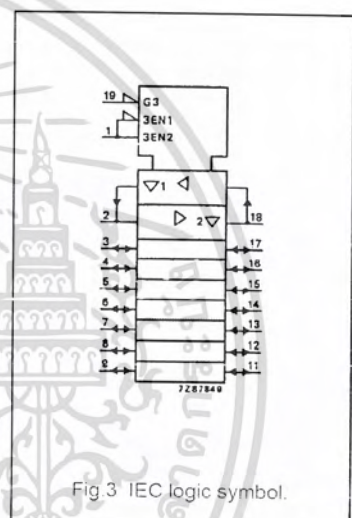 19 G3
3EN1
1 3EN2
▽1 ◁
2 ▷ 2▽ 18
3 17
4 16
5 15
6 14
7 13
8 12
9 11
7Z87849
Fig.3 IEC logic symbol.